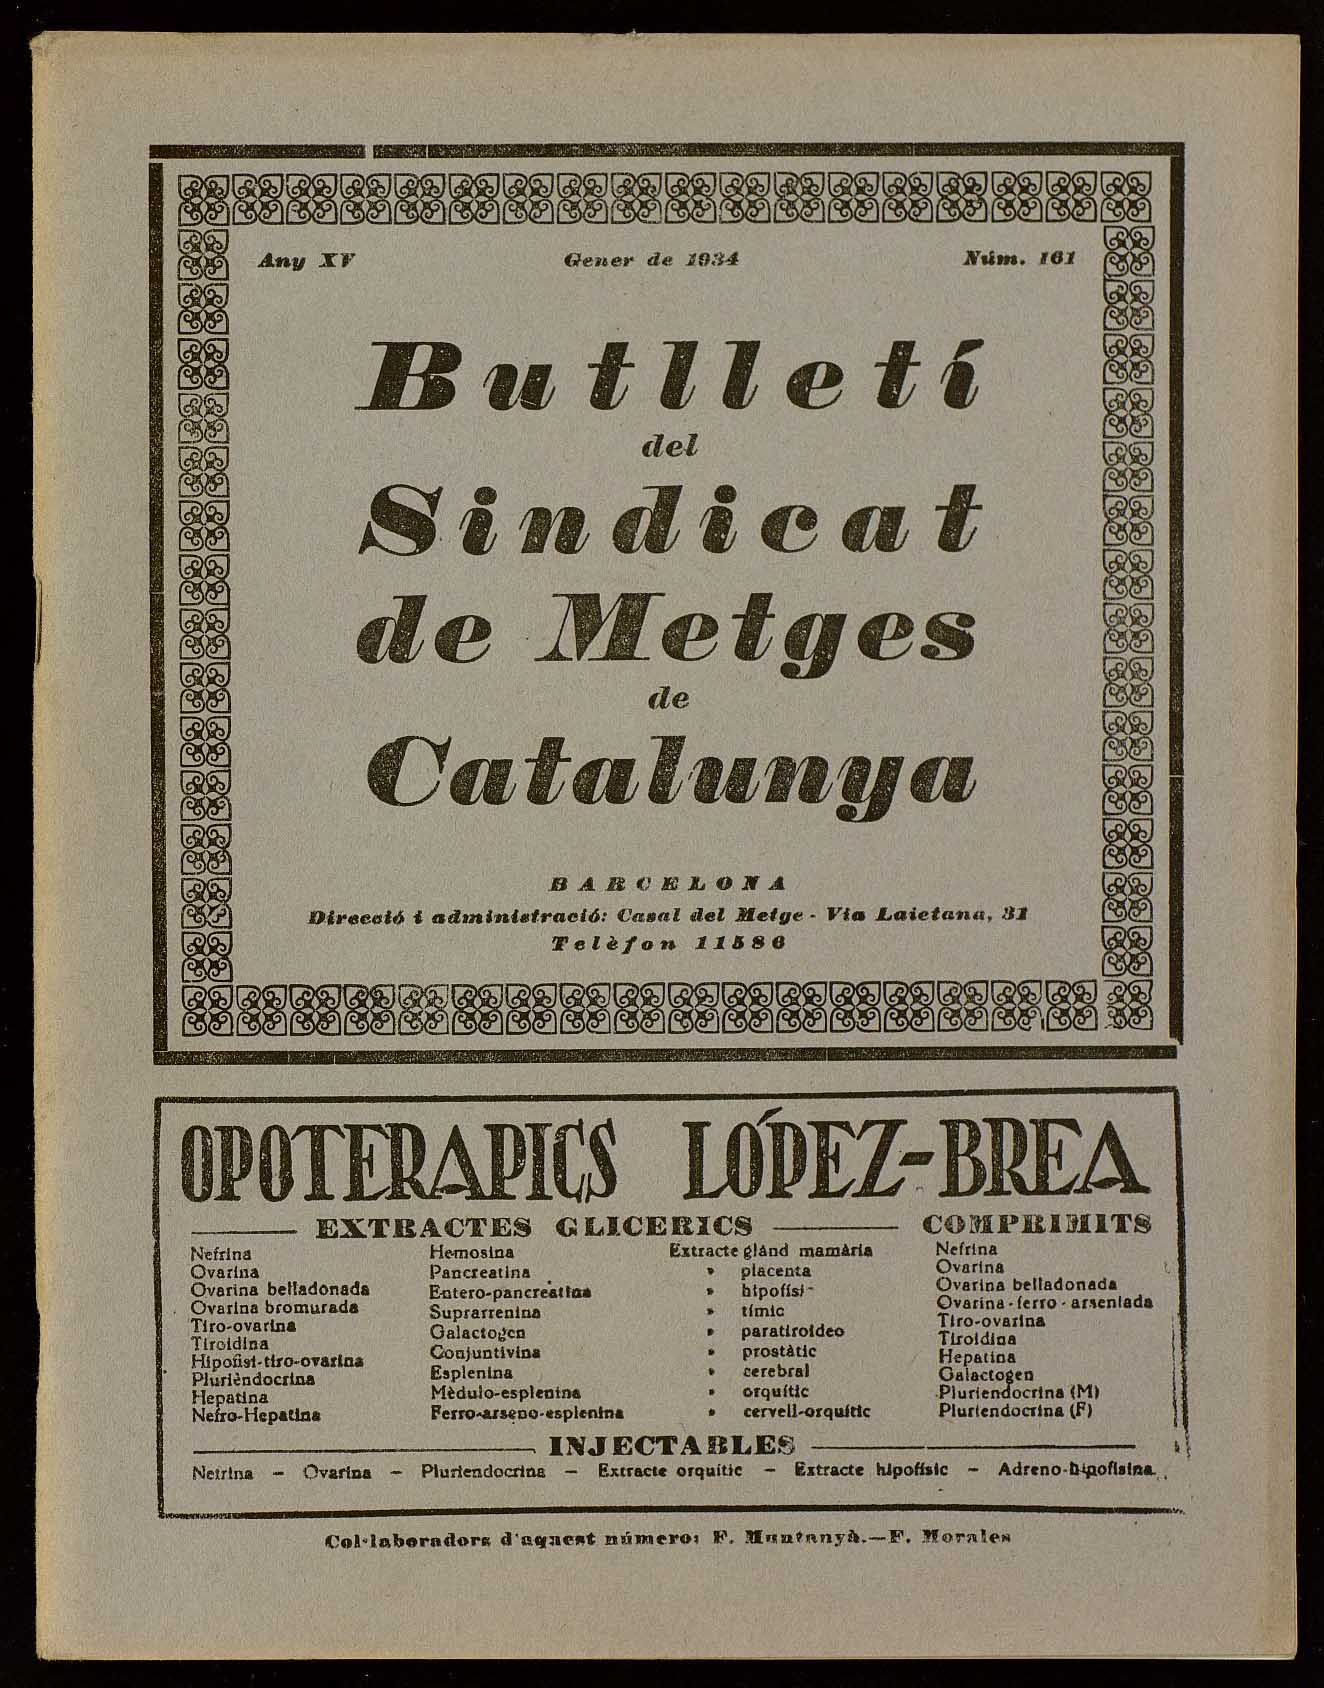 Any XV Gener de 1934 Núm. 161
Butlletí
del
Sindicat
de Metges
de
Catalunya
BARCELONA
Direcció i administració: Casal del Metge - Via Laietana, 31
Telèfon 11586
OPOTERAPICS LÓPEZ-BREA
EXTRACTES GLICERICS
Nefrina
Ovarina
Ovarina belladonada
Ovarina bromurada
Tiro-ovarina
Tiroidina
Hipofisi-tiro-ovarina
Plurièndocrina
Hepatina
Nefro-Hepatina
Hemosina
Pancreatina
Entero-pancreatina
Suprarrenina
Galactogen
Conjuntivina
Esplenina
Mèdulo-esplenina
Ferro-arseno-esplenina
Extracte glànd mamària
» placenta
» hipofisi
» tímic
» paratiroideo
» prostàtic
» cerebral
» orquític
» cervell-orquític
COMPRIMITS
Nefrina
Ovarina
Ovarina belladonada
Ovarina-ferro-arseniada
Tiro-ovarina
Tiroidina
Hepatina
Galactogen
Pluriendocrina (M)
Pluriendocrina (F)
INJECTABLES
Nefrina – Ovarina – Pluriendocrina – Extracte orquític – Extracte hipofísic – Adreno-hipofisina
Col·laboradors d'aquest número: F. Muntanyà.—F. Morales